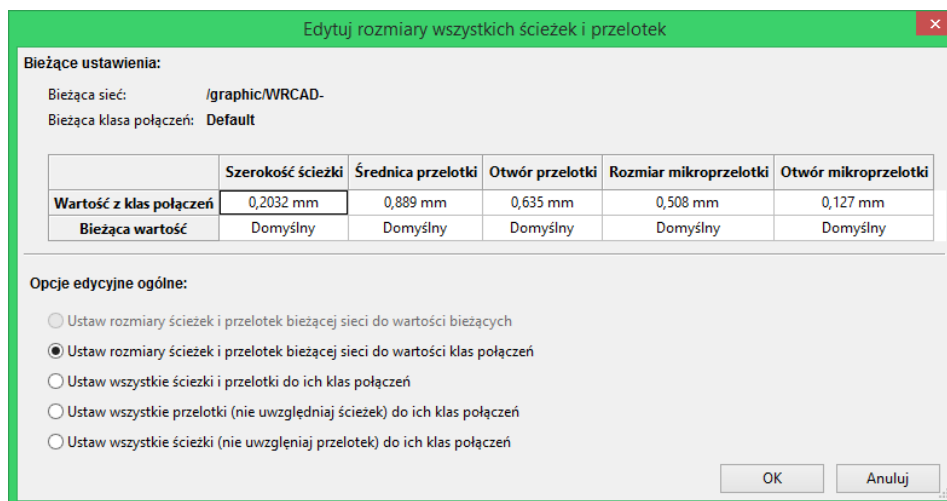 Edytuj rozmiary wszystkich ścieżek i przelotek
Bieżące ustawienia:
Bieżąca sieć: /graphic/WRCAD-
Bieżąca klasa połączeń: Default
Szerokość ścieżki Średnica przelotki Otwór przelotki Rozmiar mikroprzelotki Otwór mikroprzelotki
Wartość z klas połączeń 0,2032 mm 0,889 mm 0,635 mm 0,508 mm 0,127 mm
Bieżąca wartość Domyślny Domyślny Domyślny Domyślny Domyślny
Opcje edycyjne ogólne:
Ustaw rozmiary ścieżek i przelotek bieżącej sieci do wartości bieżących
Ustaw rozmiary ścieżek i przelotek bieżącej sieci do wartości klas połączeń
Ustaw wszystkie ściezki i przelotki do ich klas połączeń
Ustaw wszystkie przelotki (nie uwzględniaj ścieżek) do ich klas połączeń
Ustaw wszystkie ścieżki (nie uwzglęniaj przelotek) do ich klas połączeń
OK Anuluj